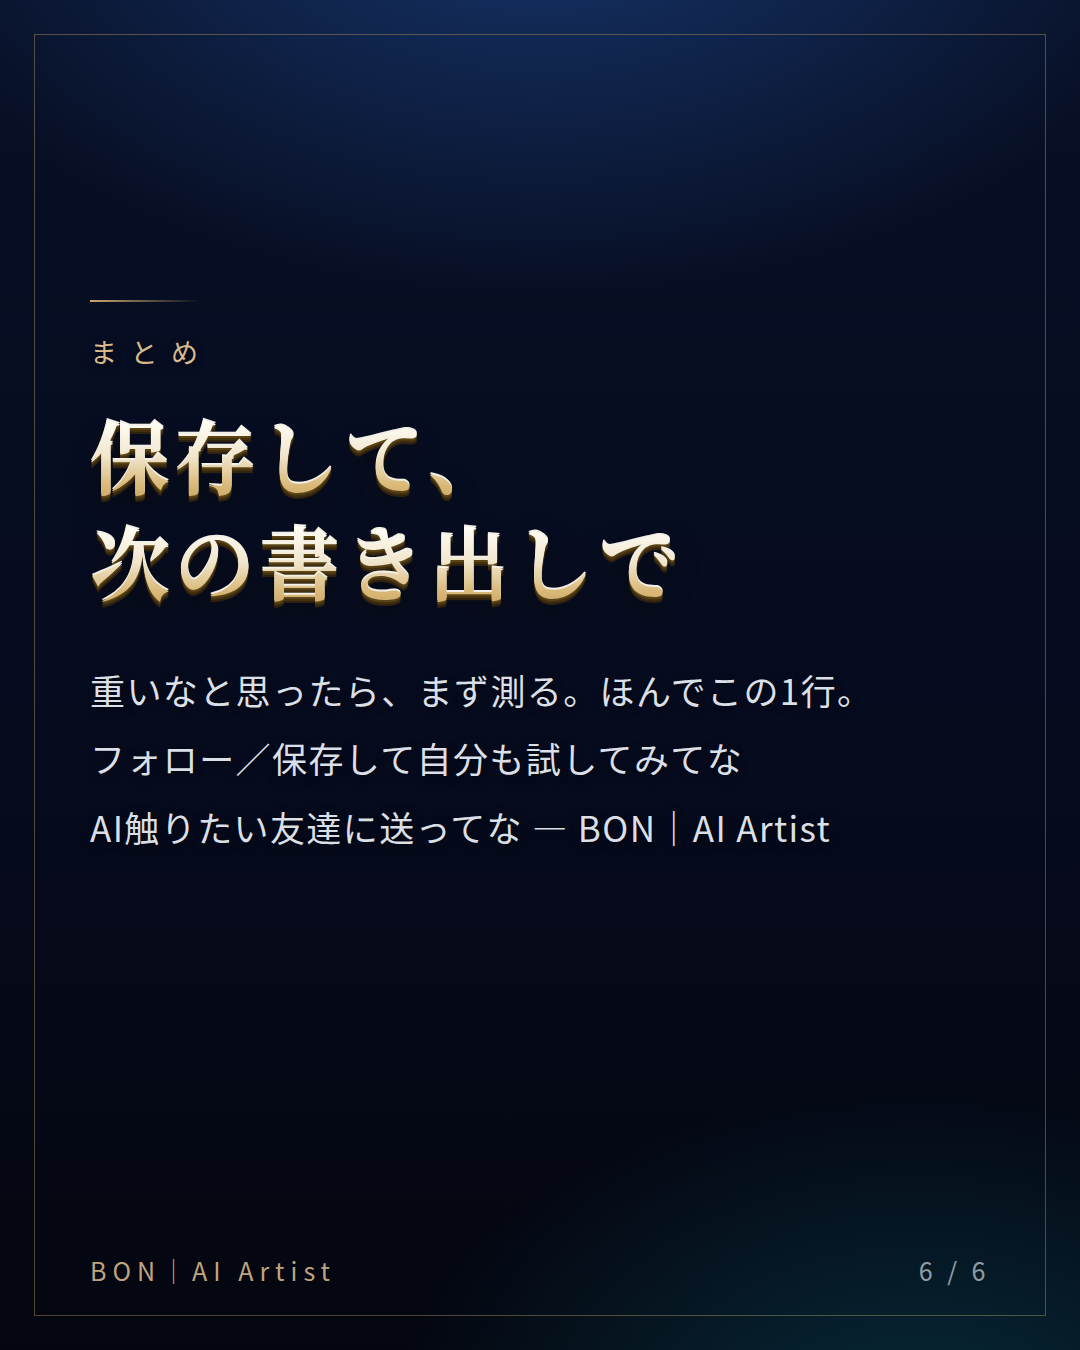 まとめ
保存して、
次の書き出しで
重いなと思ったら、まず測る。ほんでこの1行。
フォロー／保存して自分も試してみてな
AI触りたい友達に送ってな — BON｜AI Artist
BON｜AI Artist
6 / 6